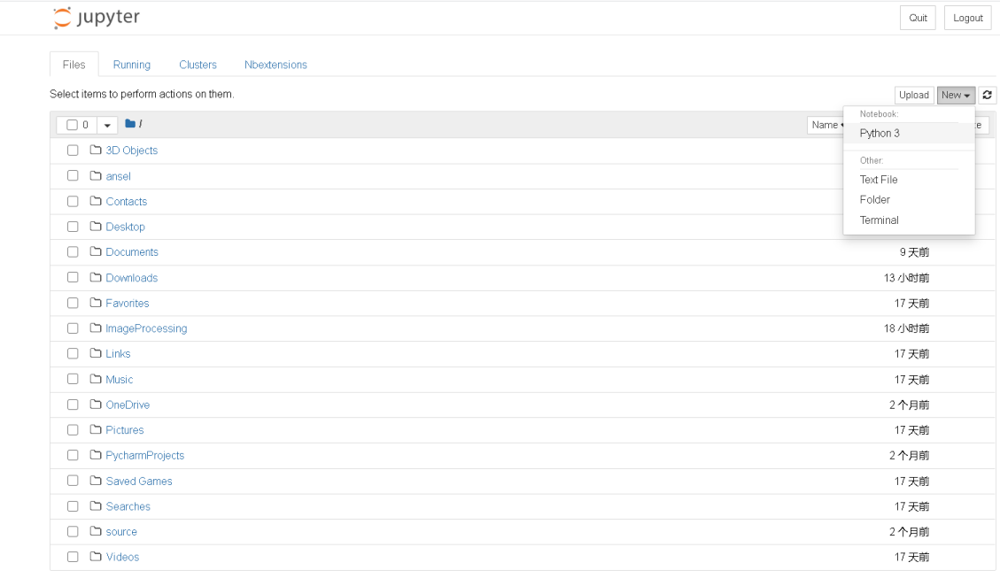 jupyter
Quit
Logout
Files
Running
Clusters
Nbextensions
Select items to perform actions on them.
Upload
New
0
/
Name
Notebook:
Python 3
Other:
Text File
Folder
Terminal
3D Objects
ansel
Contacts
Desktop
Documents
9 天前
Downloads
13 小时前
Favorites
17 天前
ImageProcessing
18 小时前
Links
17 天前
Music
17 天前
OneDrive
2 个月前
Pictures
17 天前
PycharmProjects
2 个月前
Saved Games
17 天前
Searches
17 天前
source
2 个月前
Videos
17 天前